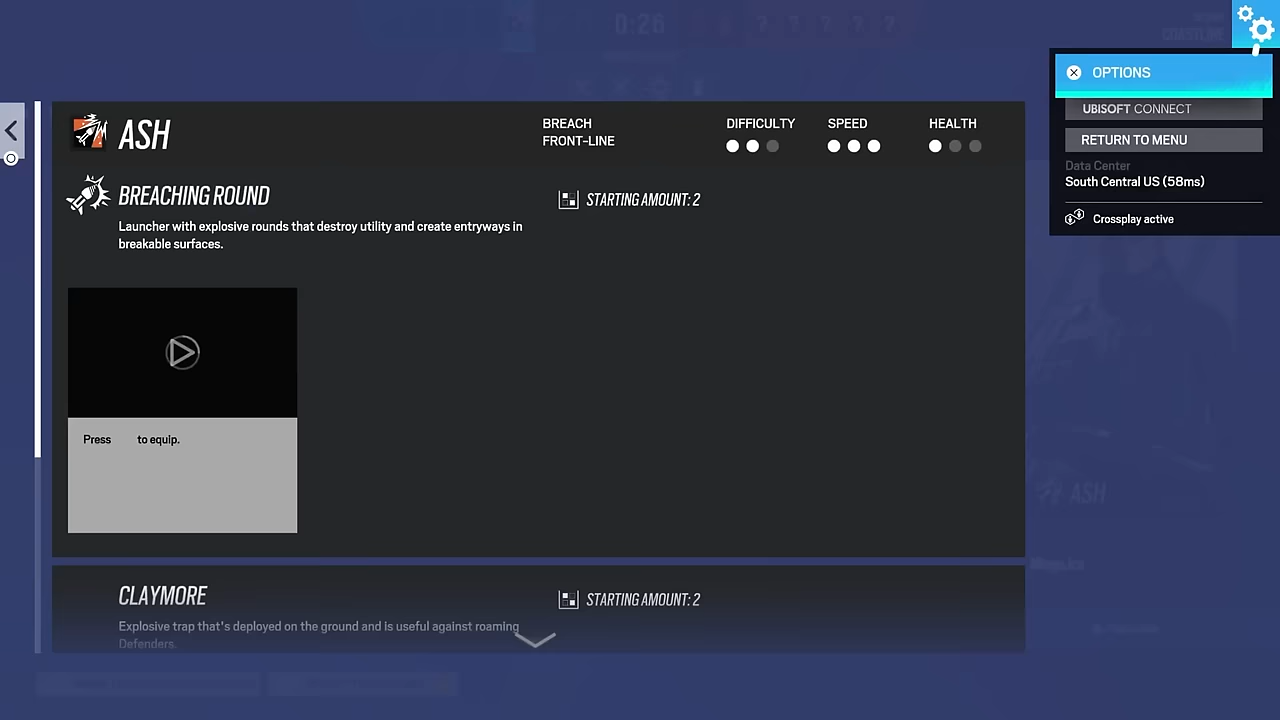 0:26
? ? ? ? ?
COASTLINE
OPTIONS
UBISOFT CONNECT
RETURN TO MENU
Data Center
South Central US (58ms)
Crossplay active
ASH
BREACH
FRONT-LINE
DIFFICULTY
SPEED
HEALTH
BREACHING ROUND
STARTING AMOUNT: 2
Launcher with explosive rounds that destroy utility and create entryways in
breakable surfaces.
Press to equip.
ASH
CLAYMORE
STARTING AMOUNT: 2
Explosive trap that's deployed on the ground and is useful against roaming
Defenders.